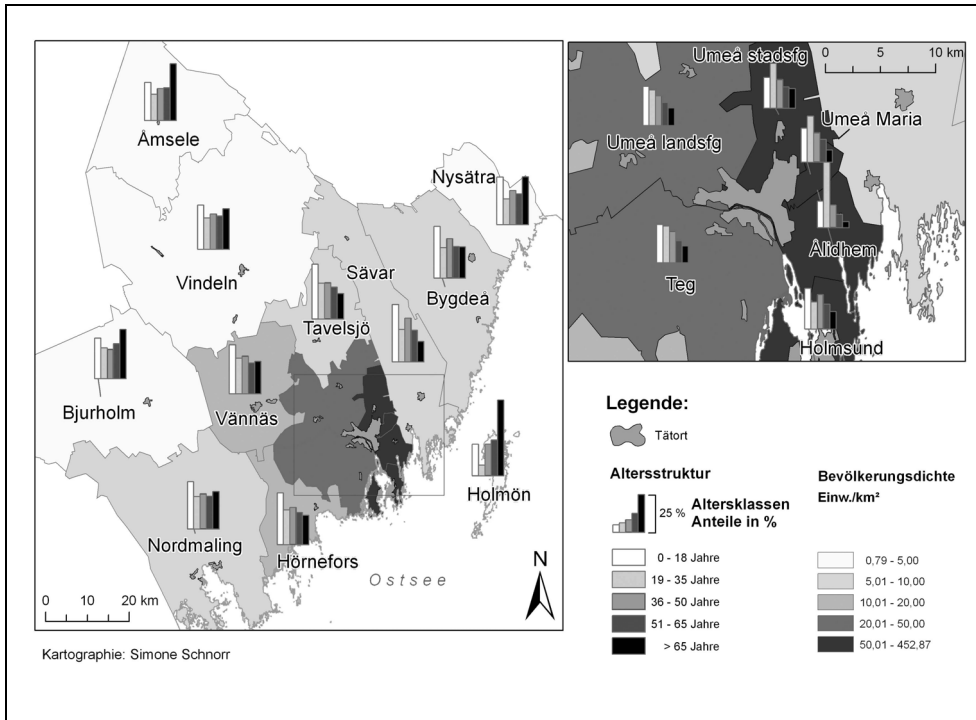 Åmsele
Nysätra
Vindeln
Sävar
Bygdeå
Tavelsjö
Bjurholm
Vännäs
Holmön
Nordmaling
Hörnefors
Ostsee
N
0 10 20 km
Kartographie: Simone Schnorr
0 5 10 km
Umeå stadsfg
Umeå Maria
Umeå landsfg
Ålidhem
Teg
Holmsund
Legende:
Tätort
Altersstruktur
25 % Altersklassen
Anteile in %
0 - 18 Jahre
19 - 35 Jahre
36 - 50 Jahre
51 - 65 Jahre
> 65 Jahre
Bevölkerungsdichte
Einw./km²
0,79 - 5,00
5,01 - 10,00
10,01 - 20,00
20,01 - 50,00
50,01 - 452,87